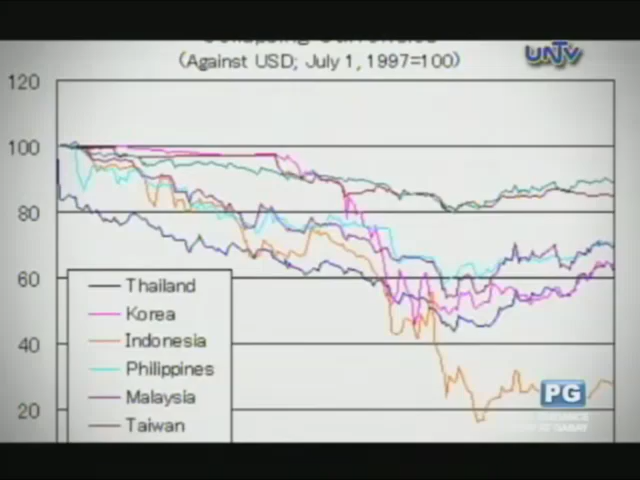 (Against USD; July 1, 1997=100)
UNTV
120
100
80
60
40
20
Thailand
Korea
Indonesia
Philippines
Malaysia
Taiwan
PG